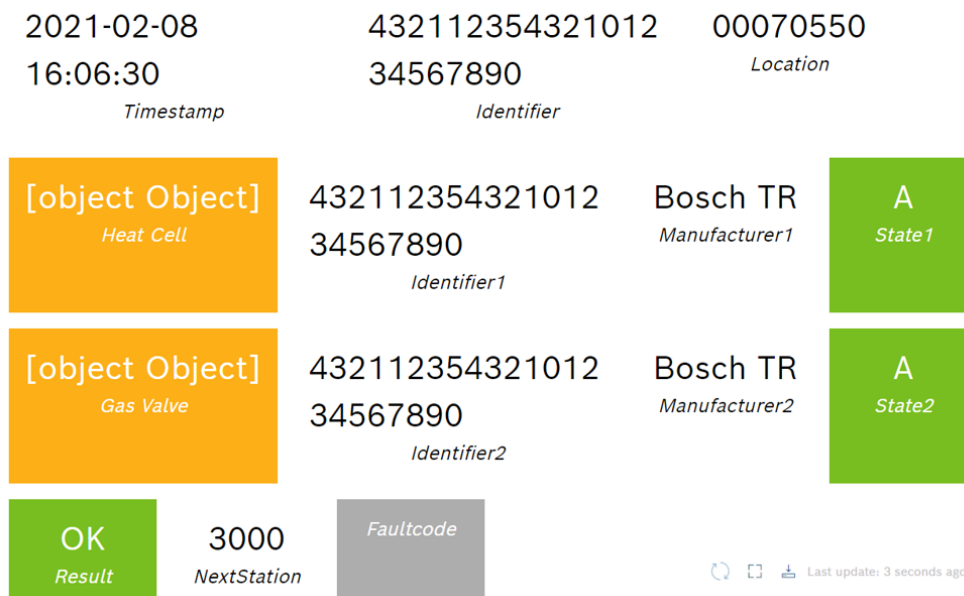 2021-02-08
16:06:30
Timestamp
432112354321012
34567890
Identifier
00070550
Location
[object Object]
Heat Cell
432112354321012
34567890
Identifier1
Bosch TR
Manufacturer1
A
State1
[object Object]
Gas Valve
432112354321012
34567890
Identifier2
Bosch TR
Manufacturer2
A
State2
OK
Result
3000
NextStation
Faultcode
Last update: 3 seconds ago